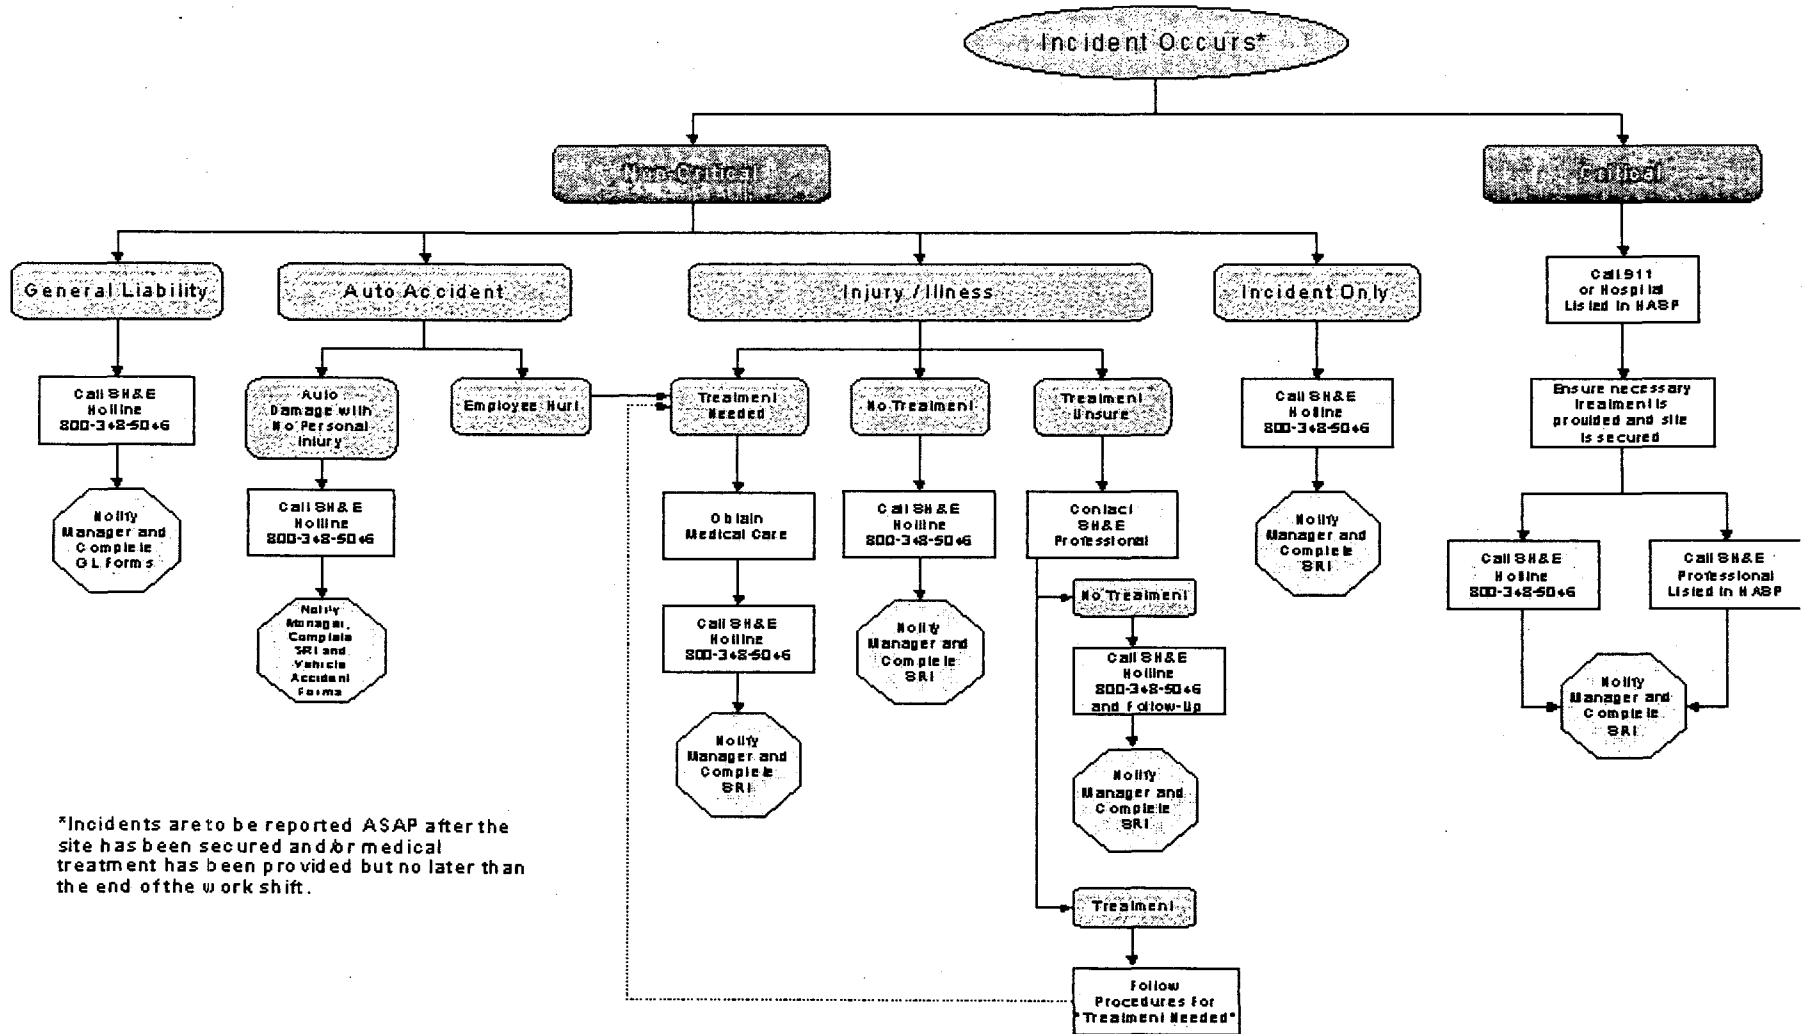 Incident Occurs*
Non-Critical
Critical
General Liability
Auto Accident
Injury / Illness
Incident Only
Call 911
or Hospital
Listed in HASP
Call SH&E
Hotline
800-348-5046
Auto
Damage with
No Personal
Injury
Employee Hurt
Treatment
Needed
No Treatment
Treatment
Unsure
Call SH&E
Hotline
800-348-5046
Ensure necessary
treatment is
provided and site
is secured
Notify
Manager and
Complete
GL Forms
Call SH&E
Hotline
800-348-5046
Obtain
Medical Care
Call SH&E
Hotline
800-348-5046
Contact
SH&E
Professional
Notify
Manager and
Complete
SRI
Call SH&E
Hotline
800-348-5046
Call SH&E
Professional
Listed in HASP
Notify
Manager,
Complete
SRI and
Vehicle
Accident
Forms
Call SH&E
Hotline
800-348-5046
Notify
Manager and
Complete
SRI
No Treatment
Call SH&E
Hotline
800-348-5046
and Follow-Up
Notify
Manager and
Complete
SRI
Notify
Manager and
Complete
SRI
Notify
Manager and
Complete
SRI
*Incidents are to be reported ASAP after the
site has been secured and/or medical
treatment has been provided but no later than
the end of the work shift.
Treatment
Follow
Procedures For
"Treatment Needed"